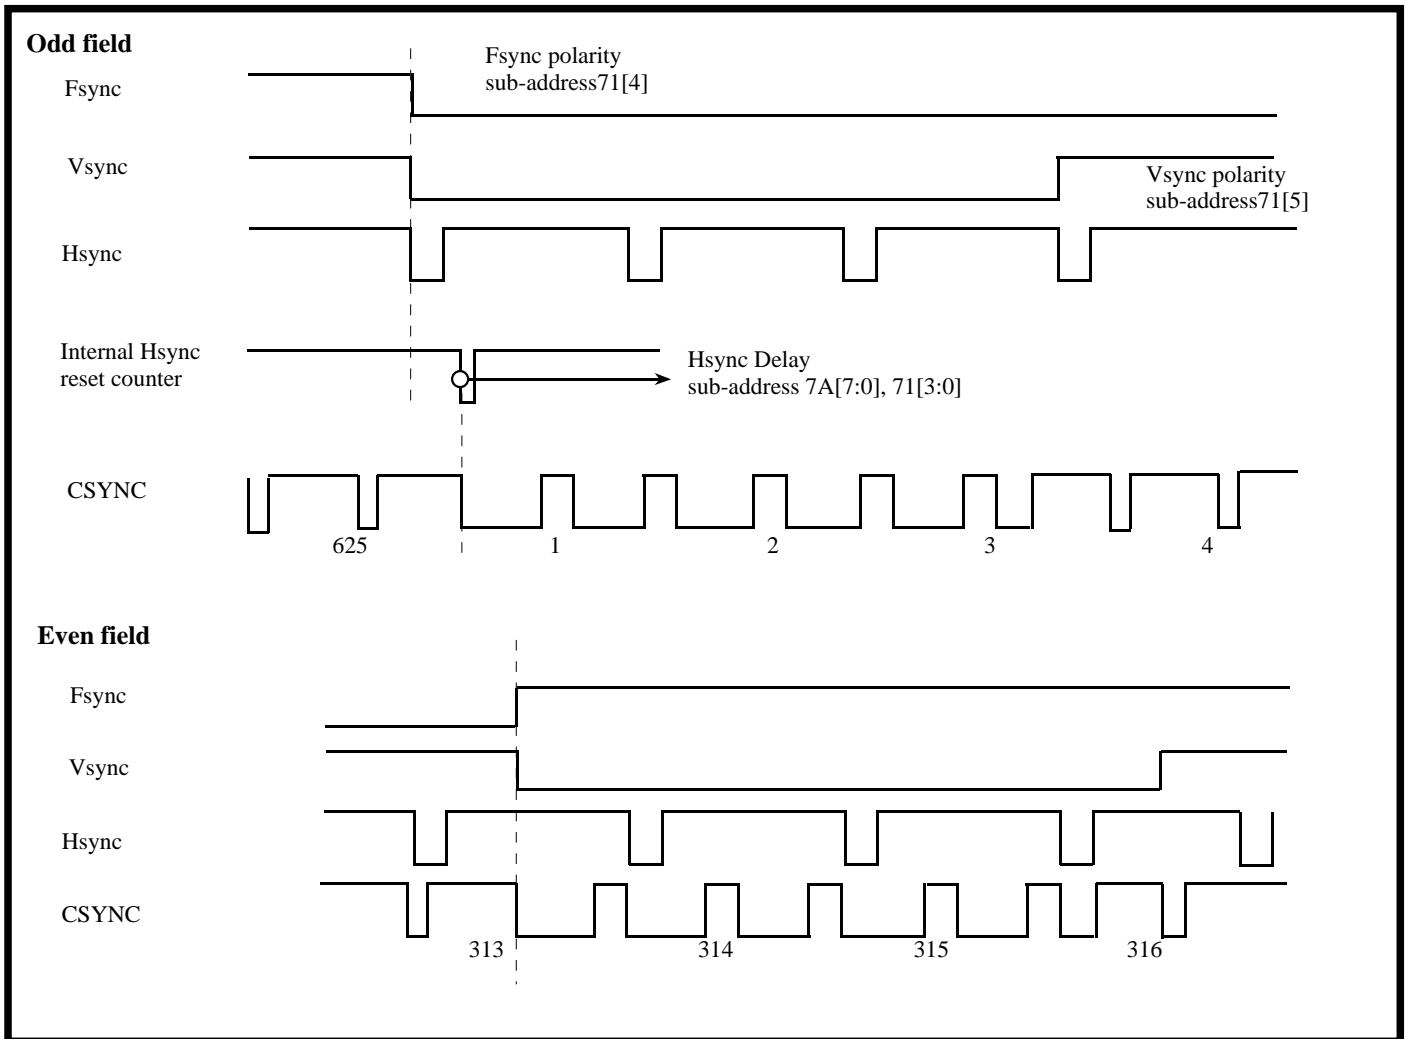 Odd field
Fsync
Fsync polarity
sub-address71[4]
Vsync
Vsync polarity
sub-address71[5]
Hsync
Internal Hsync
reset counter
Hsync Delay
sub-address 7A[7:0], 71[3:0]
CSYNC
625 1 2 3 4
Even field
Fsync
Vsync
Hsync
CSYNC
313 314 315 316